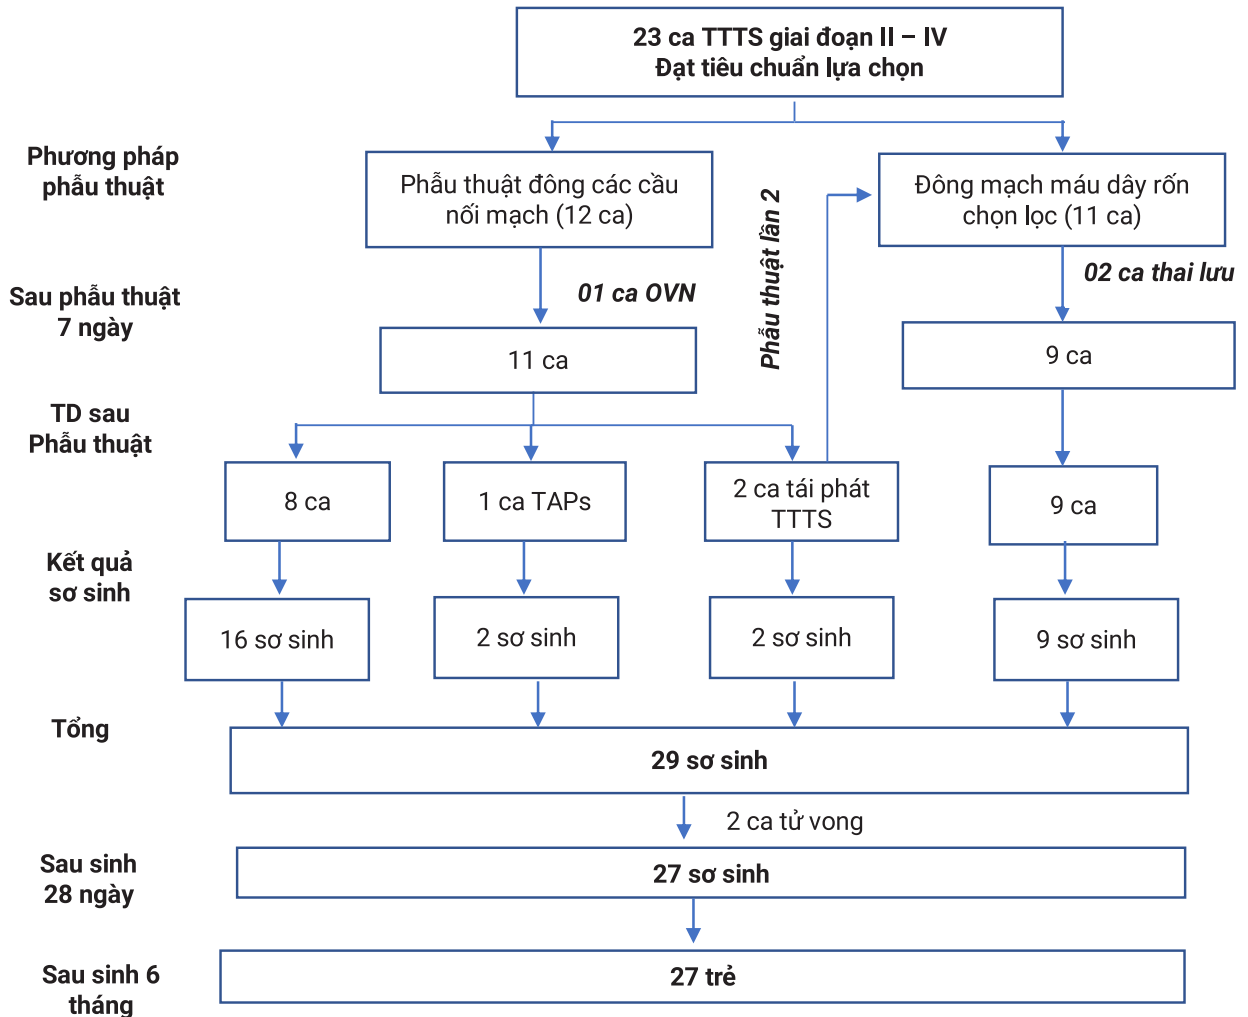 23 ca TTTS giai đoạn II – IV
Đạt tiêu chuẩn lựa chọn
Phương pháp
phẫu thuật
Phẫu thuật đông các cầu
nối mạch (12 ca)
Phẫu thuật lần 2
Đông mạch máu dây rốn
chọn lọc (11 ca)
Sau phẫu thuật
7 ngày
01 ca OVN
02 ca thai lưu
11 ca
9 ca
TD sau
Phẫu thuật
8 ca
1 ca TAPs
2 ca tái phát
TTTS
9 ca
Kết quả
sơ sinh
16 sơ sinh
2 sơ sinh
2 sơ sinh
9 sơ sinh
Tổng
29 sơ sinh
2 ca tử vong
Sau sinh
28 ngày
27 sơ sinh
Sau sinh 6
tháng
27 trẻ